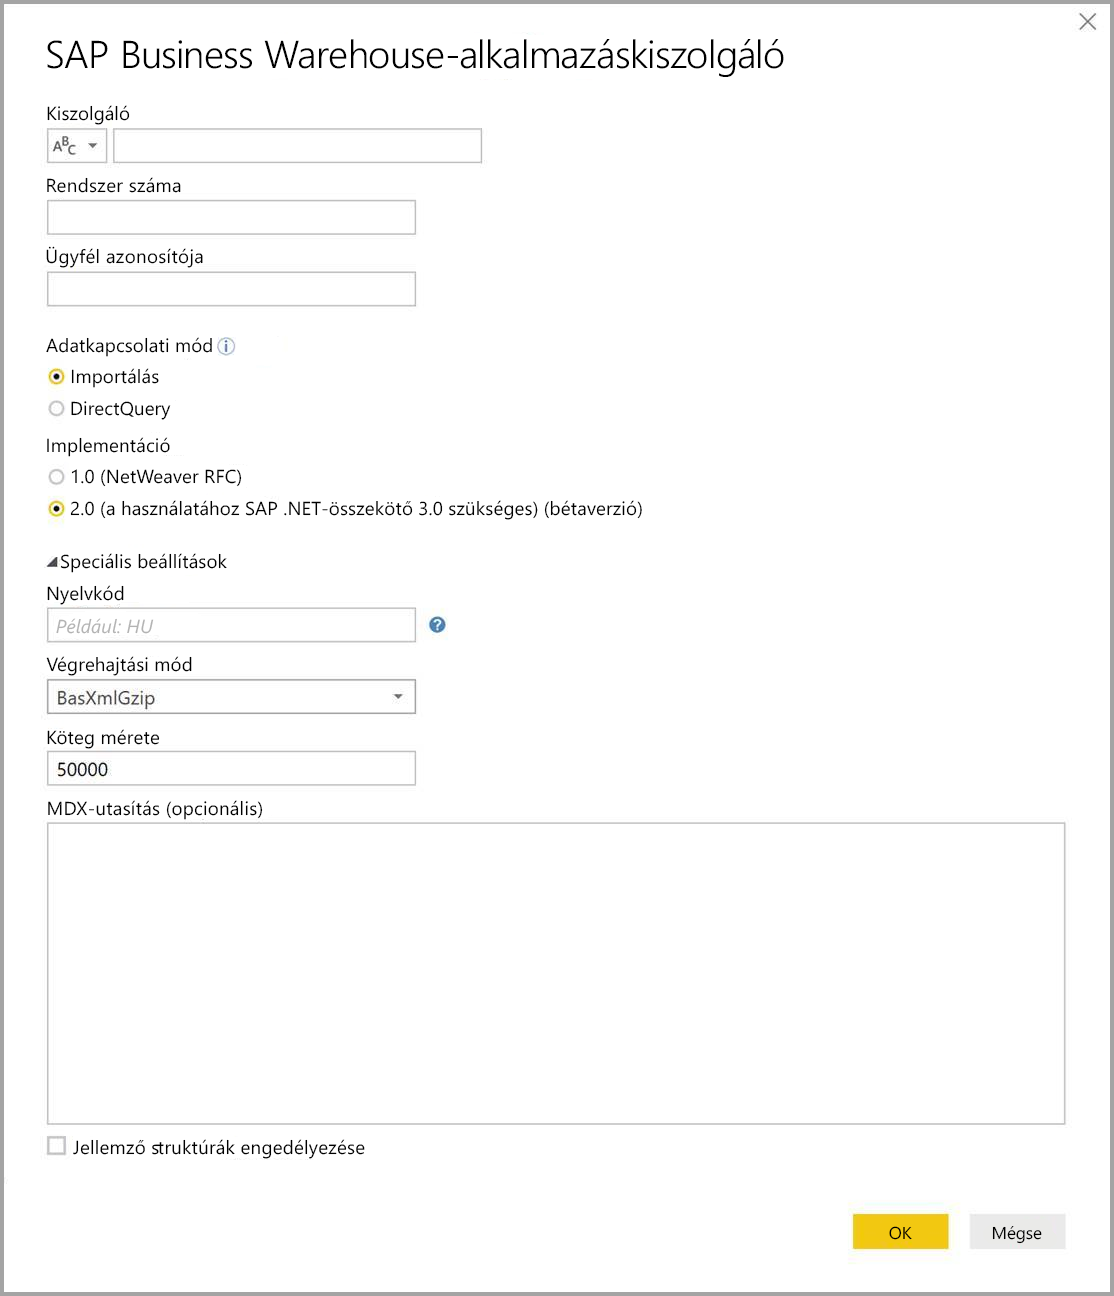 SAP Business Warehouse-alkalmazáskiszolgáló
Kiszolgáló
ABC
Rendszer száma
Ügyfél azonosítója
Adatkapcsolati mód
Importálás
DirectQuery
Implementáció
1.0 (NetWeaver RFC)
2.0 (a használatához SAP .NET-összekötő 3.0 szükséges) (bétaverzió)
Speciális beállítások
Nyelvkód
Például: HU
Végrehajtási mód
BasXmlGzip
Köteg mérete
50000
MDX-utasítás (opcionális)
Jellemző struktúrák engedélyezése
OK Mégse